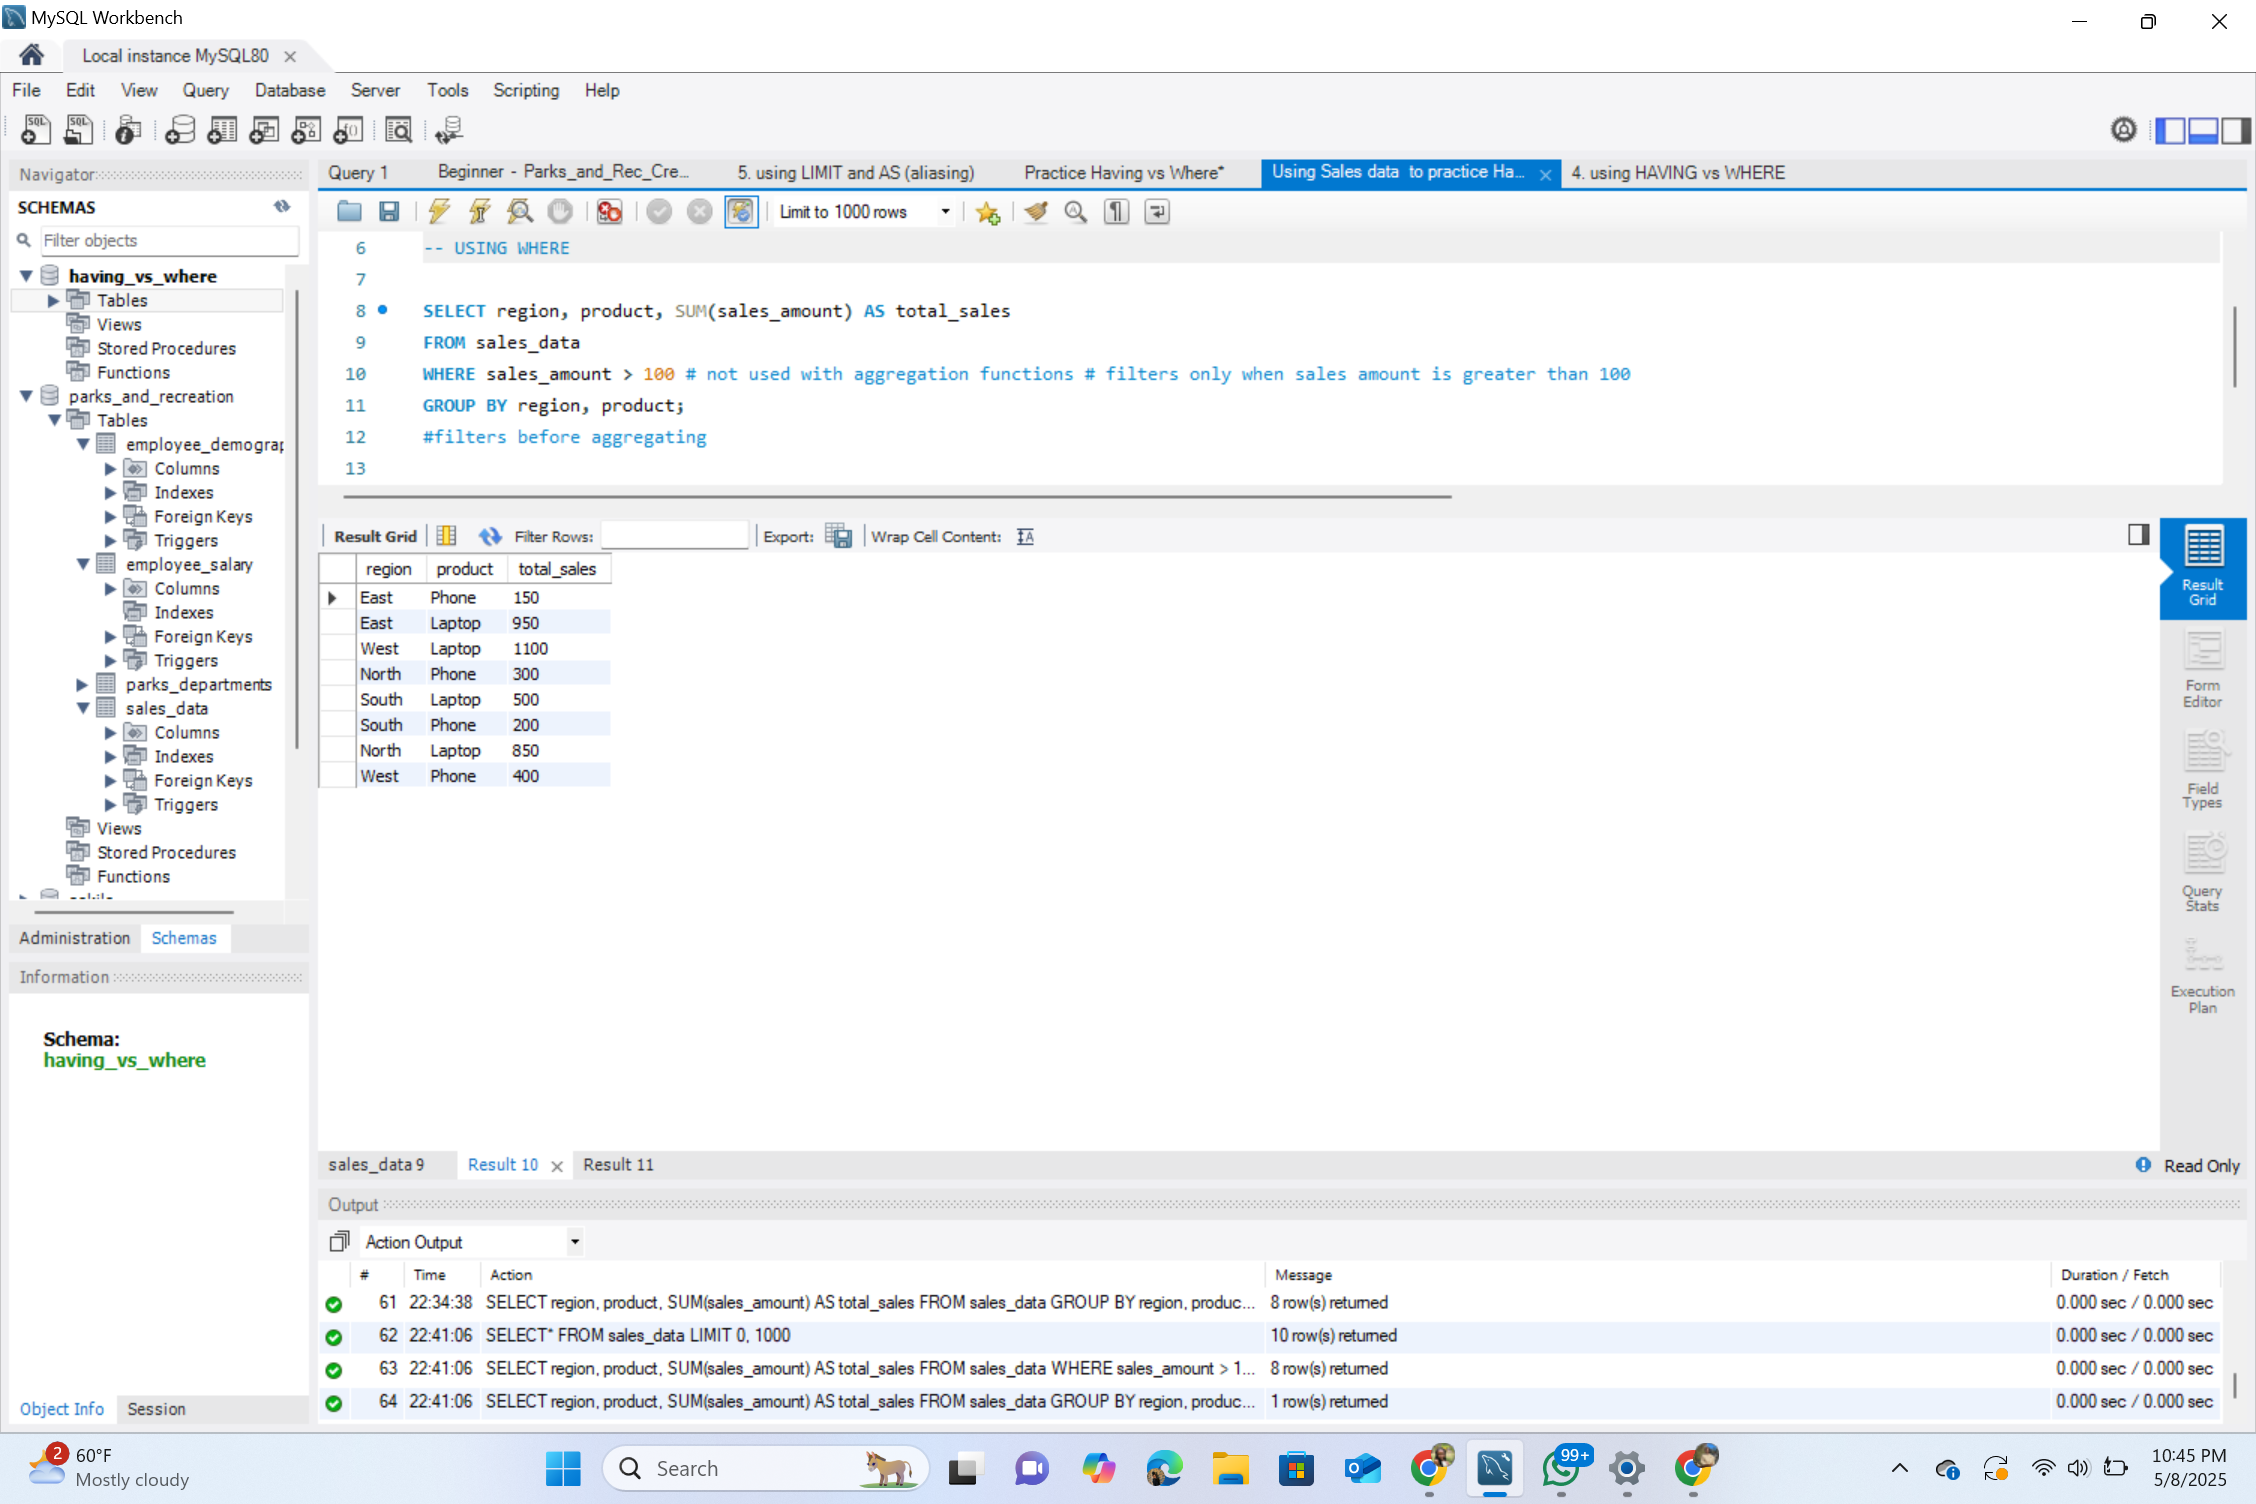 MySQL Workbench
Local instance MySQL80
File Edit View Query Database Server Tools Scripting Help
Navigator
SCHEMAS
Filter objects
having_vs_where
Tables
Views
Stored Procedures
Functions
parks_and_recreation
Tables
employee_demograp
Columns
Indexes
Foreign Keys
Triggers
employee_salary
Columns
Indexes
Foreign Keys
Triggers
parks_departments
sales_data
Columns
Indexes
Foreign Keys
Triggers
Views
Stored Procedures
Functions
Administration Schemas
Information
Schema:
having_vs_where
Object Info Session
Query 1 Beginner - Parks_and_Rec_Cre... 5. using LIMIT and AS (aliasing) Practice Having vs Where* Using Sales data to practice Ha... 4. using HAVING vs WHERE
Limit to 1000 rows
6 -- USING WHERE
7
8 SELECT region, product, SUM(sales_amount) AS total_sales
9 FROM sales_data
10 WHERE sales_amount > 100 # not used with aggregation functions # filters only when sales amount is greater than 100
11 GROUP BY region, product;
12 #filters before aggregating
13
Result Grid Filter Rows: Export: Wrap Cell Content:
region product total_sales
East Phone 150
East Laptop 950
West Laptop 1100
North Phone 300
South Laptop 500
South Phone 200
North Laptop 850
West Phone 400
Result
Grid
Form
Editor
Field
Types
Query
Stats
Execution
Plan
sales_data 9 Result 10 Result 11 Read Only
Output
Action Output
# Time Action Message Duration / Fetch
61 22:34:38 SELECT region, product, SUM(sales_amount) AS total_sales FROM sales_data GROUP BY region, produc... 8 row(s) returned 0.000 sec / 0.000 sec
62 22:41:06 SELECT* FROM sales_data LIMIT 0, 1000 10 row(s) returned 0.000 sec / 0.000 sec
63 22:41:06 SELECT region, product, SUM(sales_amount) AS total_sales FROM sales_data WHERE sales_amount > 1... 8 row(s) returned 0.000 sec / 0.000 sec
64 22:41:06 SELECT region, product, SUM(sales_amount) AS total_sales FROM sales_data GROUP BY region, produc... 1 row(s) returned 0.000 sec / 0.000 sec
2
60°F
Mostly cloudy
Search
99+
10:45 PM
5/8/2025